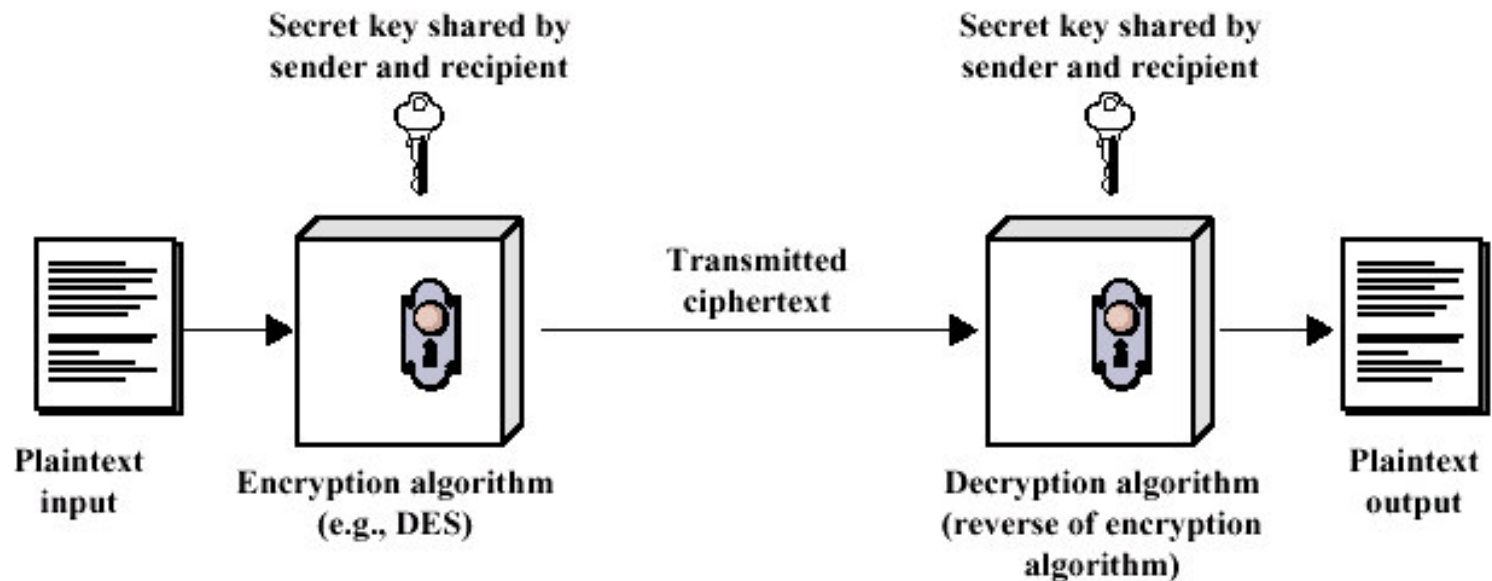 Secret key shared by
sender and recipient
Secret key shared by
sender and recipient
Transmitted
ciphertext
Plaintext
input
Encryption algorithm
(e.g., DES)
Decryption algorithm
(reverse of encryption
algorithm)
Plaintext
output